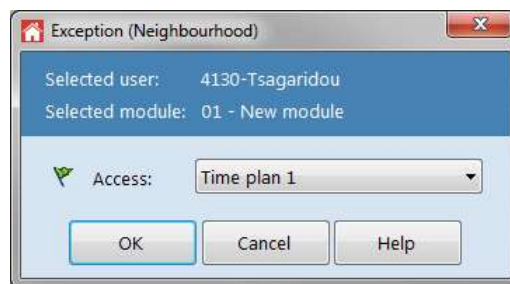 Exception (Neighbourhood)
Selected user: 4130-Tsagaridou
Selected module: 01 - New module
Access: Time plan 1
OK Cancel Help